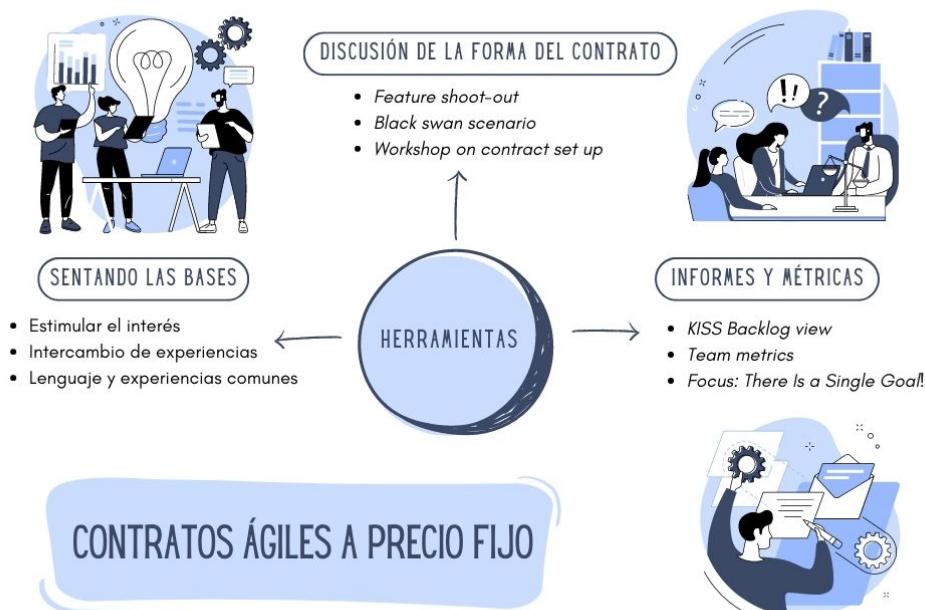 DISCUSIÓN DE LA FORMA DEL CONTRATO
• Feature shoot-out
• Black swan scenario
• Workshop on contract set up
!! ?
SENTANDO LAS BASES
• Estimular el interés
• Intercambio de experiencias
• Lenguaje y experiencias comunes
HERRAMIENTAS
INFORMES Y MÉTRICAS
• KISS Backlog view
• Team metrics
• Focus: There Is a Single Goal!
CONTRATOS ÁGILES A PRECIO FIJO